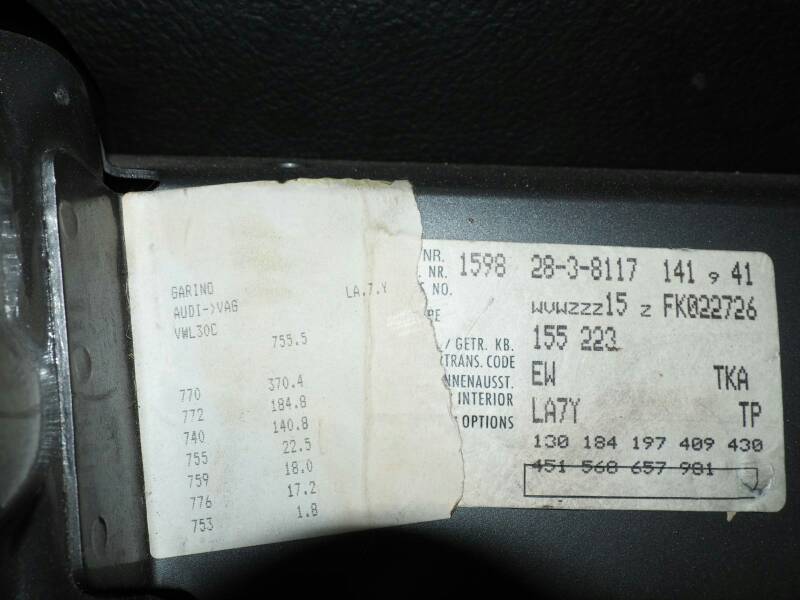 GARINO LA.7.Y
AUDI->VAG
VWL30C
755.5
770 370.4
772 184.8
740 140.8
755 22.5
759 18.0
776 17.2
753 1.8
NR. 1598 28-3-8117 141 9 41
NR.
NO. WVWZZZ15 Z FK022726
PE 155 223
/ GETR. KB. EW TKA
TRANS. CODE
NENAUSST. LA7Y TP
INTERIOR
OPTIONS 130 184 197 409 430
451 568 657 981